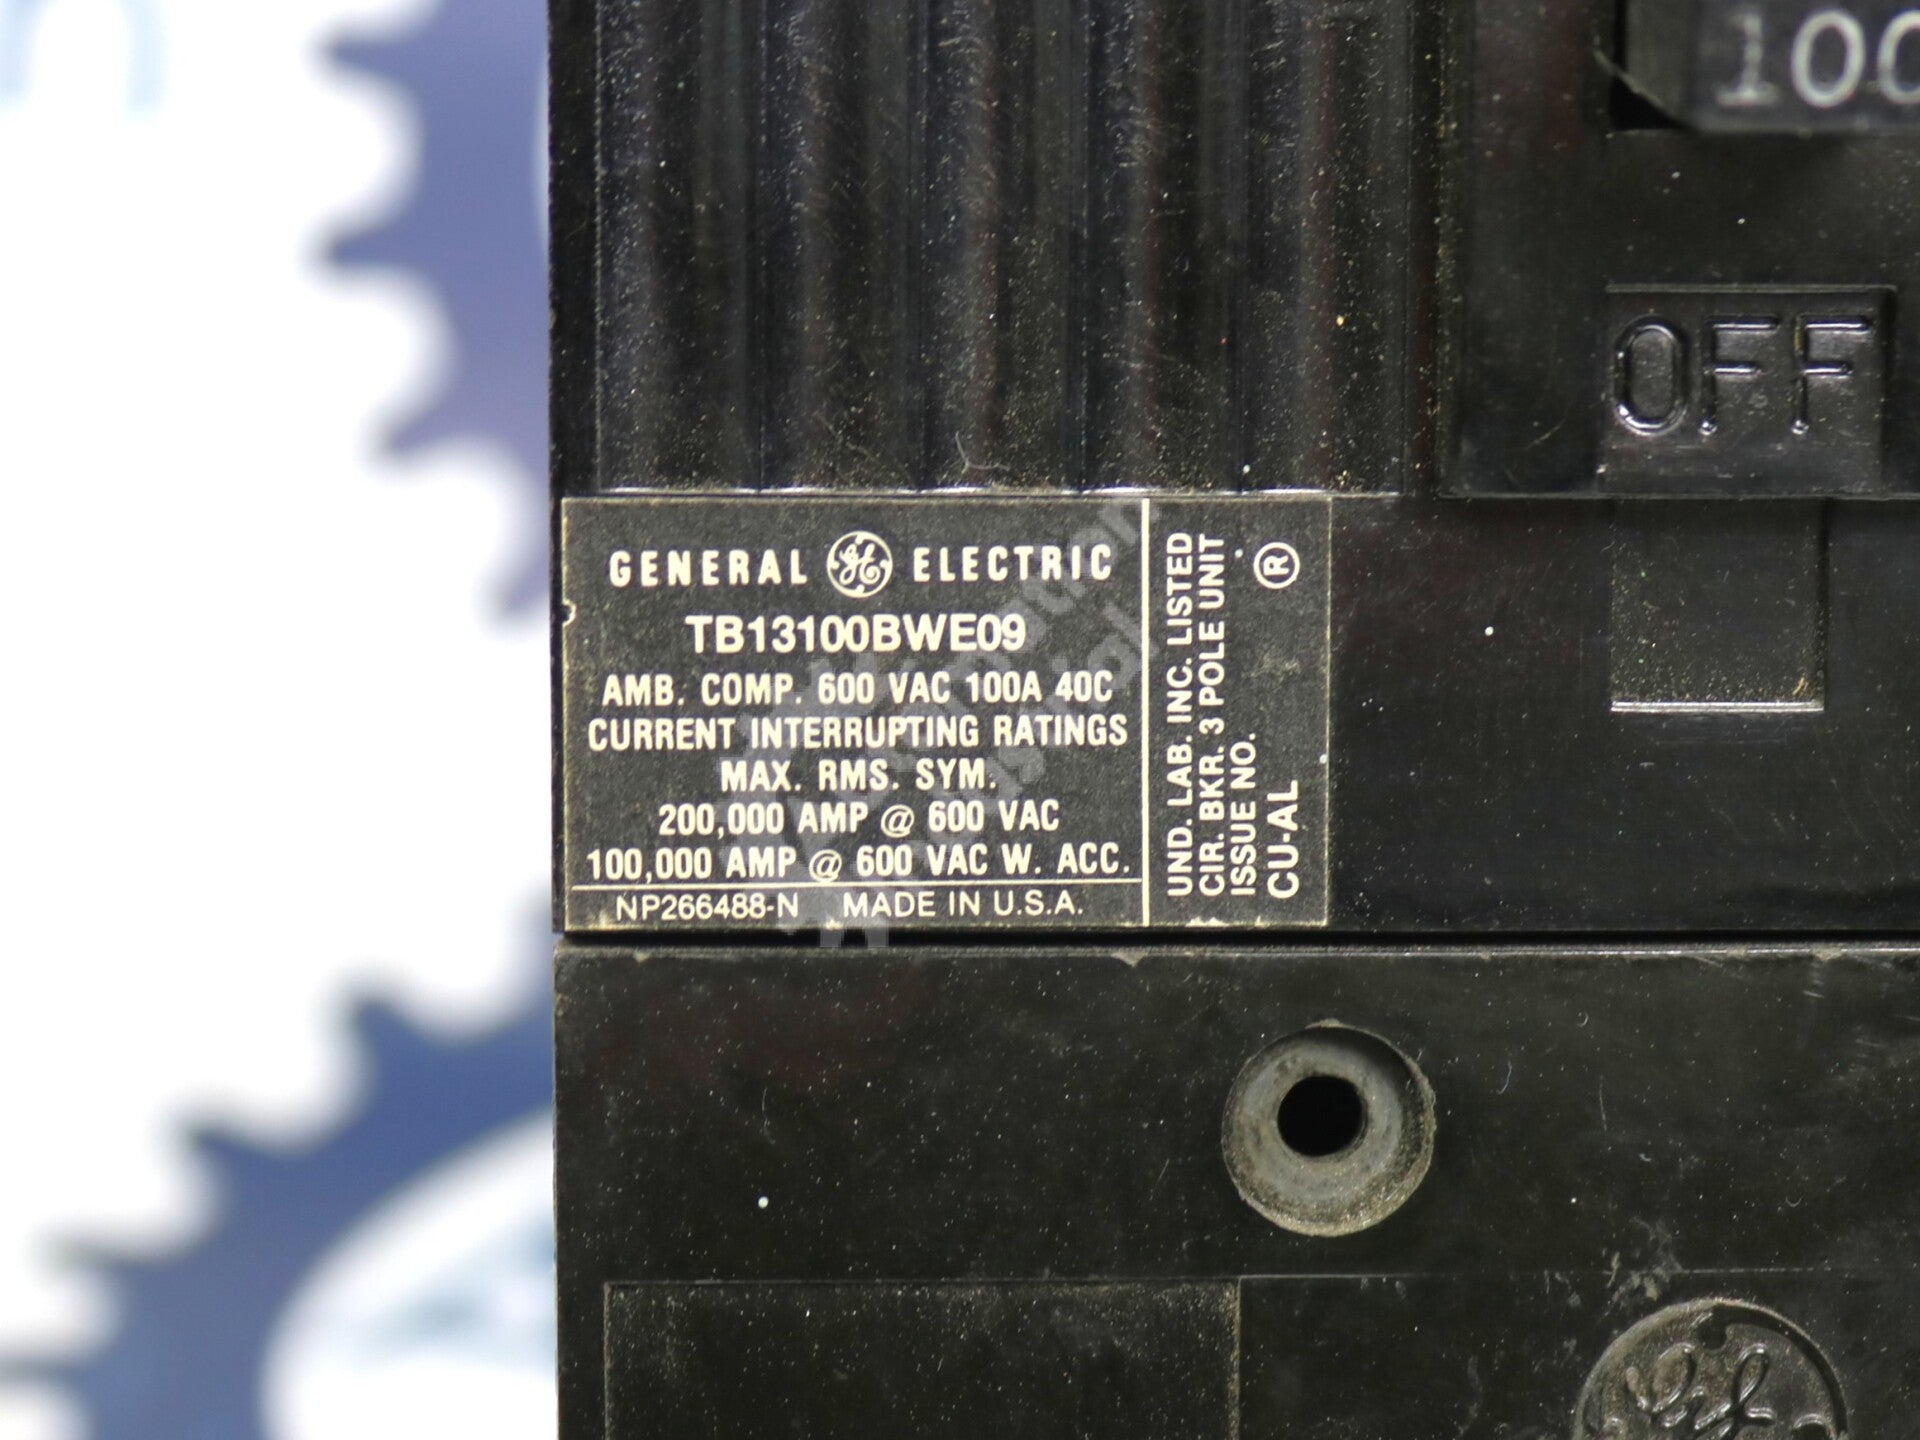 100
OFF
GENERAL GE ELECTRIC
TB13100BWE09
AMB. COMP. 600 VAC 100A 40C
CURRENT INTERRUPTING RATINGS
MAX. RMS. SYM.
200,000 AMP @ 600 VAC
100,000 AMP @ 600 VAC W. ACC.
NP266488-N MADE IN U.S.A.
UND. LAB. INC. LISTED
CIR. BKR. 3 POLE UNIT
ISSUE NO.
CU-AL ®
GE